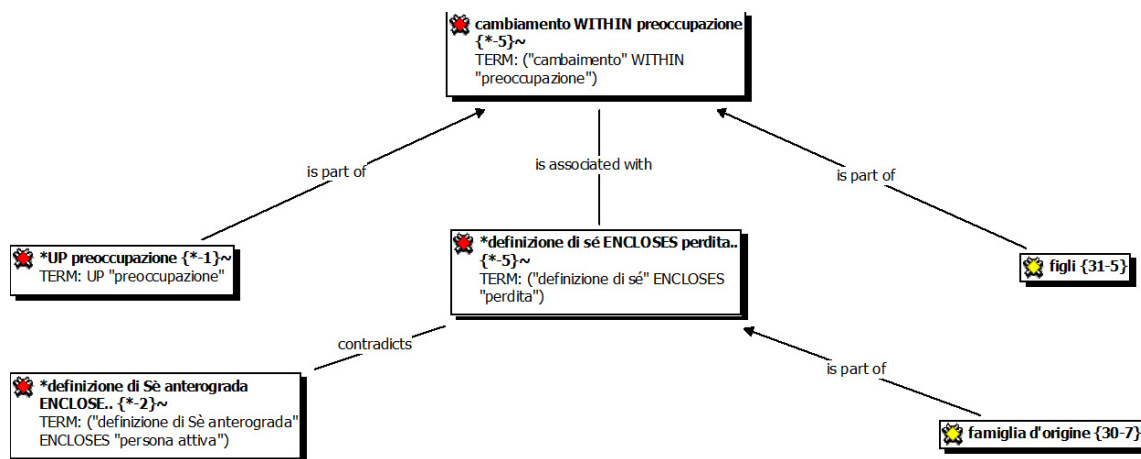 cambiamento WITHIN preoccupazione
{*-5}~
TERM: ("cambaimento" WITHIN
"preoccupazione")
is part of
is associated with
is part of
*UP preoccupazione {*-1}~
TERM: UP "preoccupazione"
*definizione di sé ENCLOSES perdita..
{*-5}~
TERM: ("definizione di sé" ENCLOSES
"perdita")
figli {31-5}
contradicts
is part of
*definizione di Sè anterograda
ENCLOSE.. {*-2}~
TERM: ("definizione di Sè anterograda"
ENCLOSES "persona attiva")
famiglia d'origine {30-7}